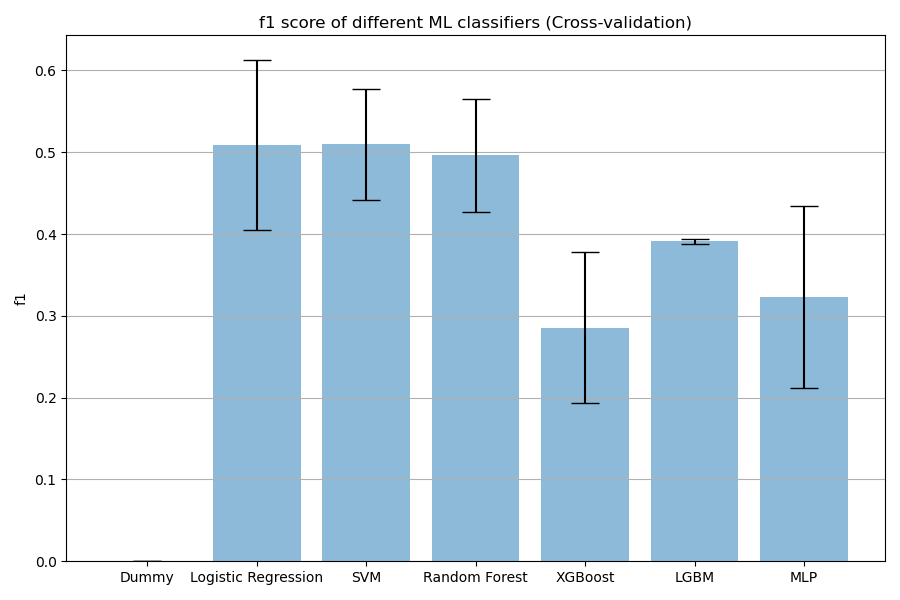 f1 score of different ML classifiers (Cross-validation)
f1
0.6
0.5
0.4
0.3
0.2
0.1
0.0
Dummy Logistic Regression SVM Random Forest XGBoost LGBM MLP